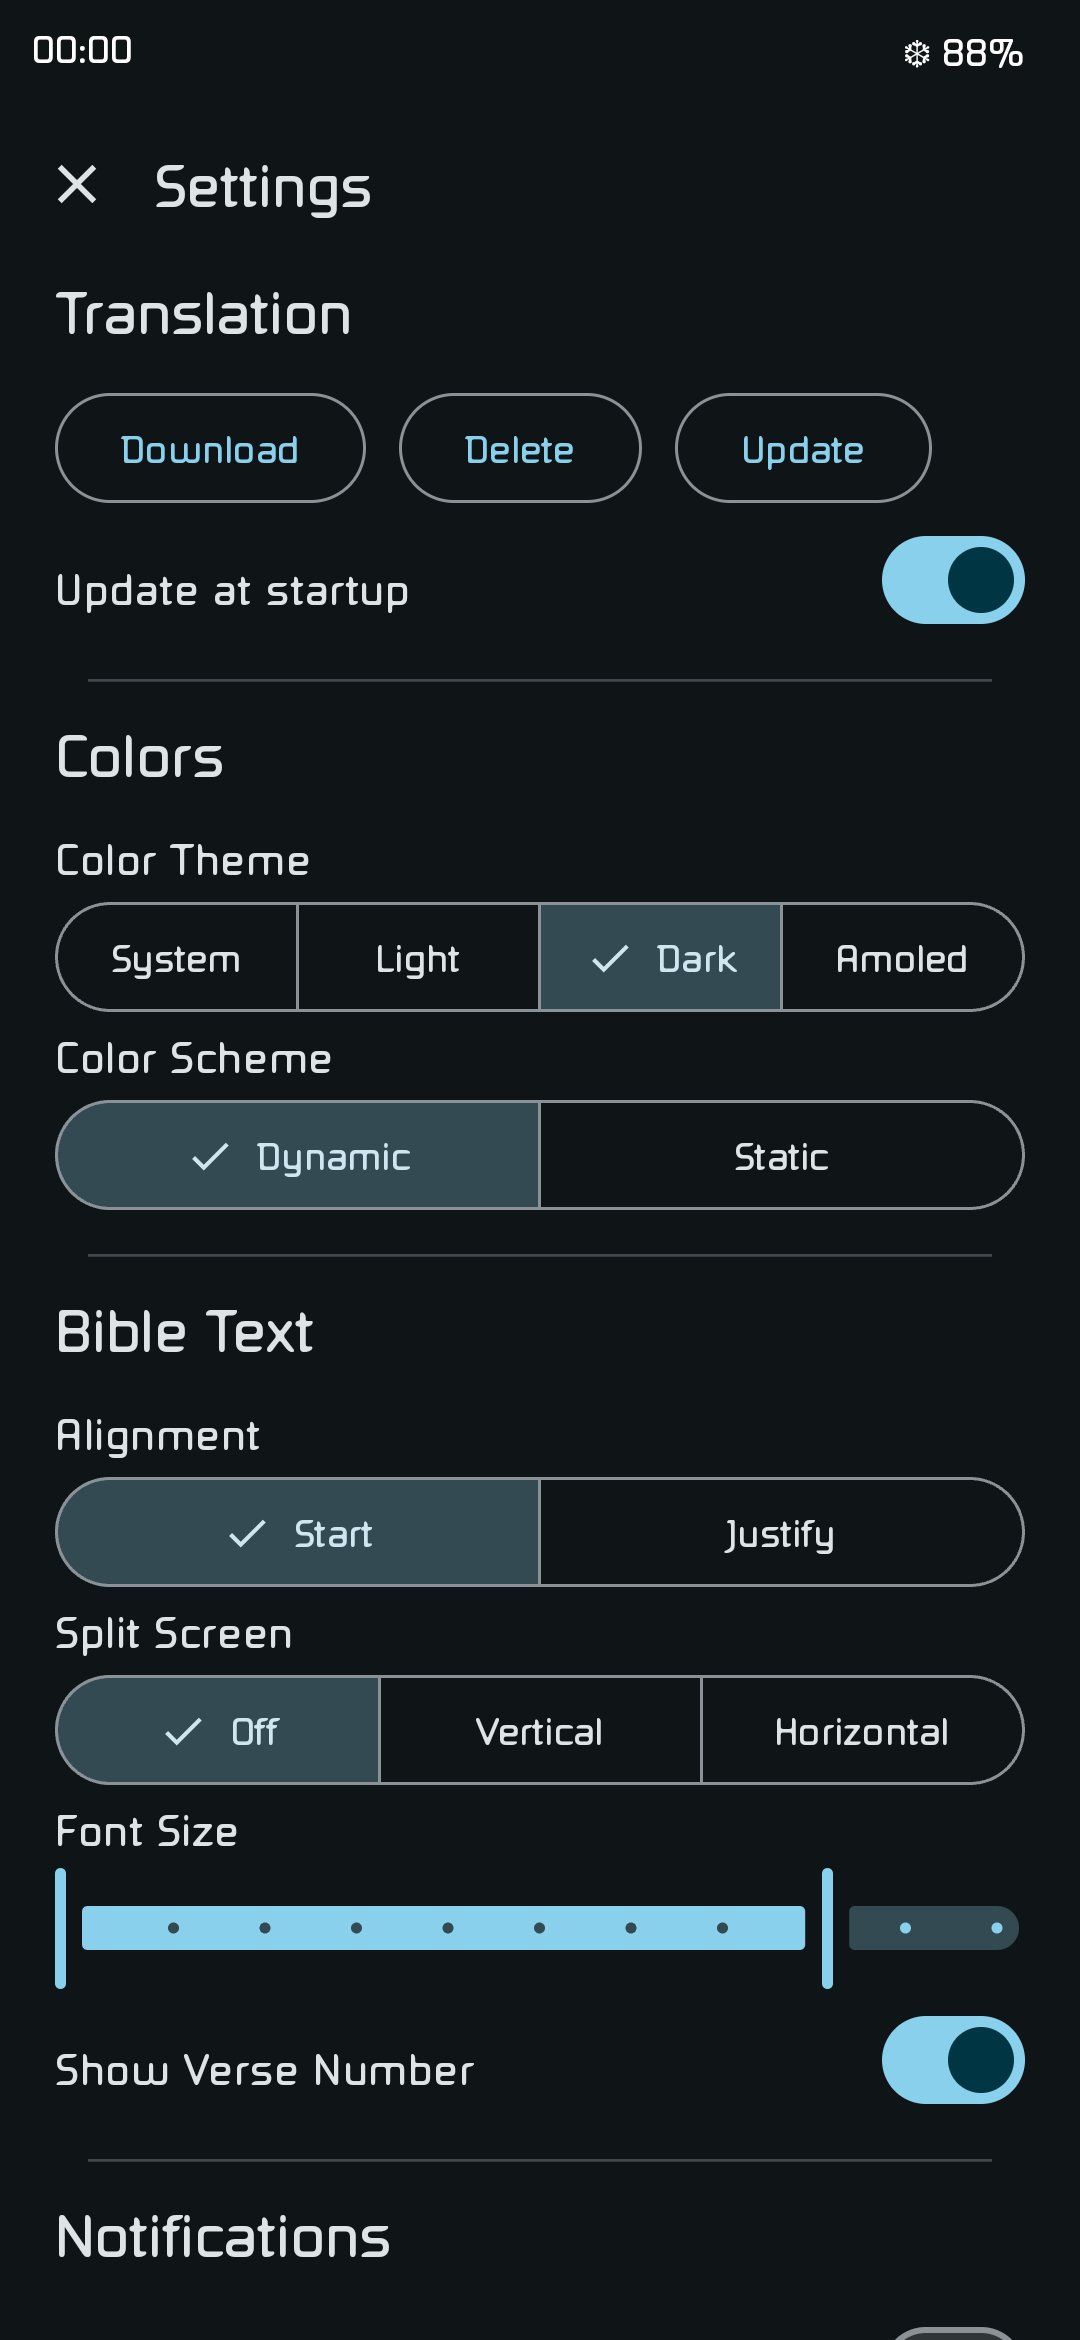 00:00 ❄ 88%
Settings
Translation
Download Delete Update
Update at startup
Colors
Color Theme
System Light Dark Amoled
Color Scheme
Dynamic Static
Bible Text
Alignment
Start Justify
Split Screen
Off Vertical Horizontal
Font Size
Show Verse Number
Notifications